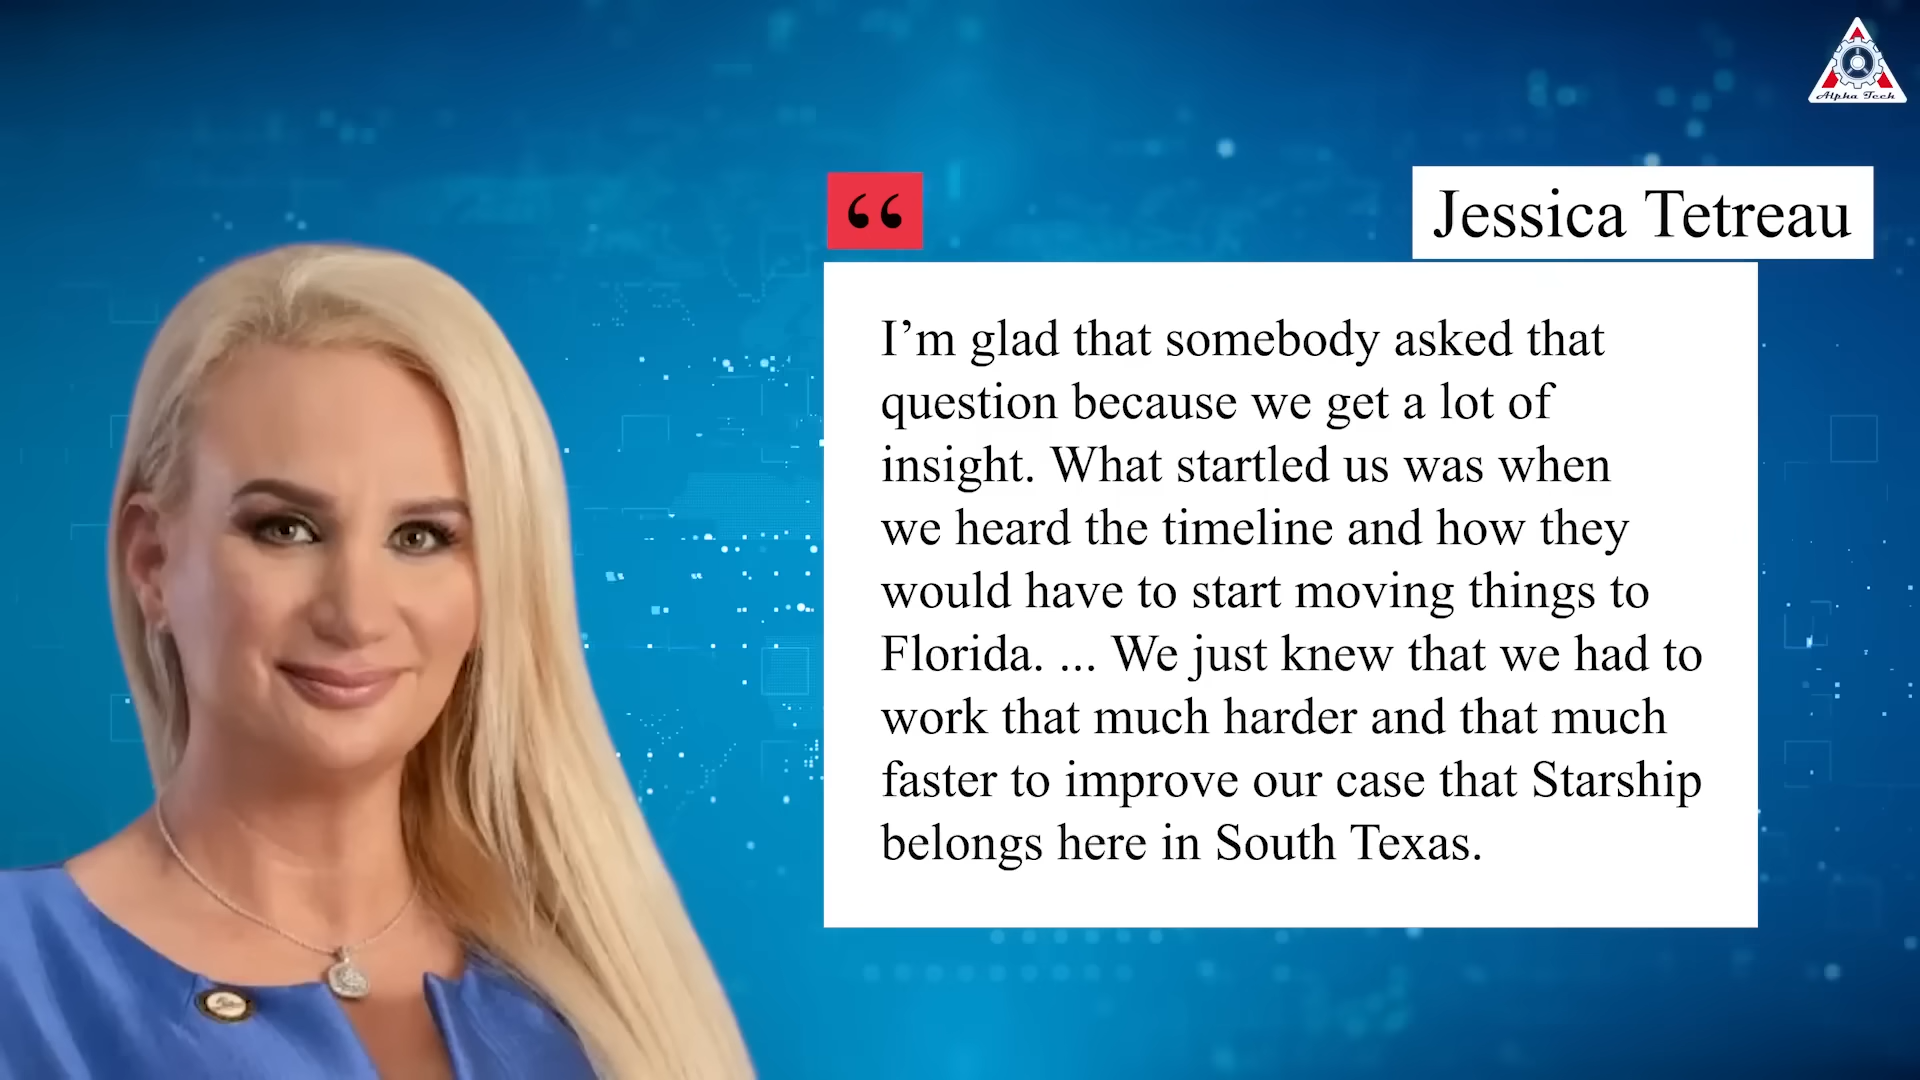 Alpha Tech
“
Jessica Tetreau
I’m glad that somebody asked that
question because we get a lot of
insight. What startled us was when
we heard the timeline and how they
would have to start moving things to
Florida. ... We just knew that we had to
work that much harder and that much
faster to improve our case that Starship
belongs here in South Texas.